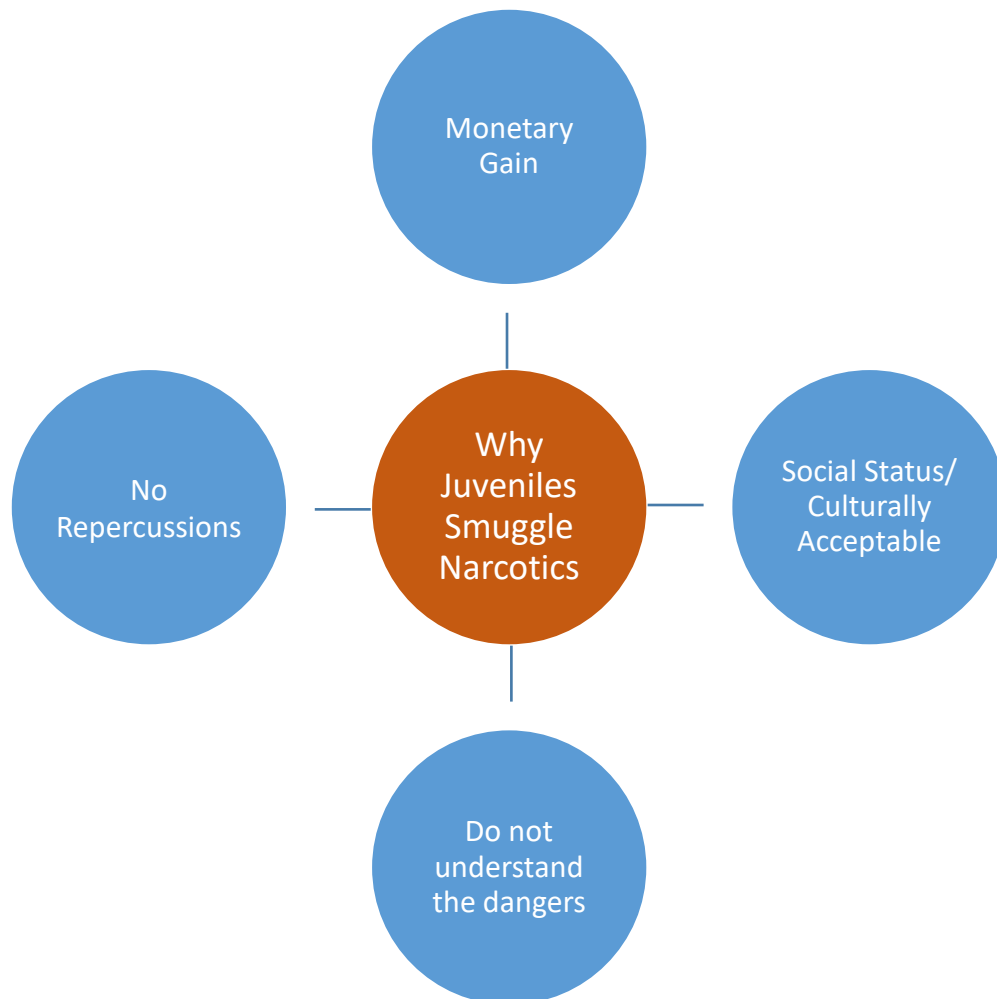 Monetary
Gain
No
Repercussions
Why
Juveniles
Smuggle
Narcotics
Social Status/
Culturally
Acceptable
Do not
understand
the dangers